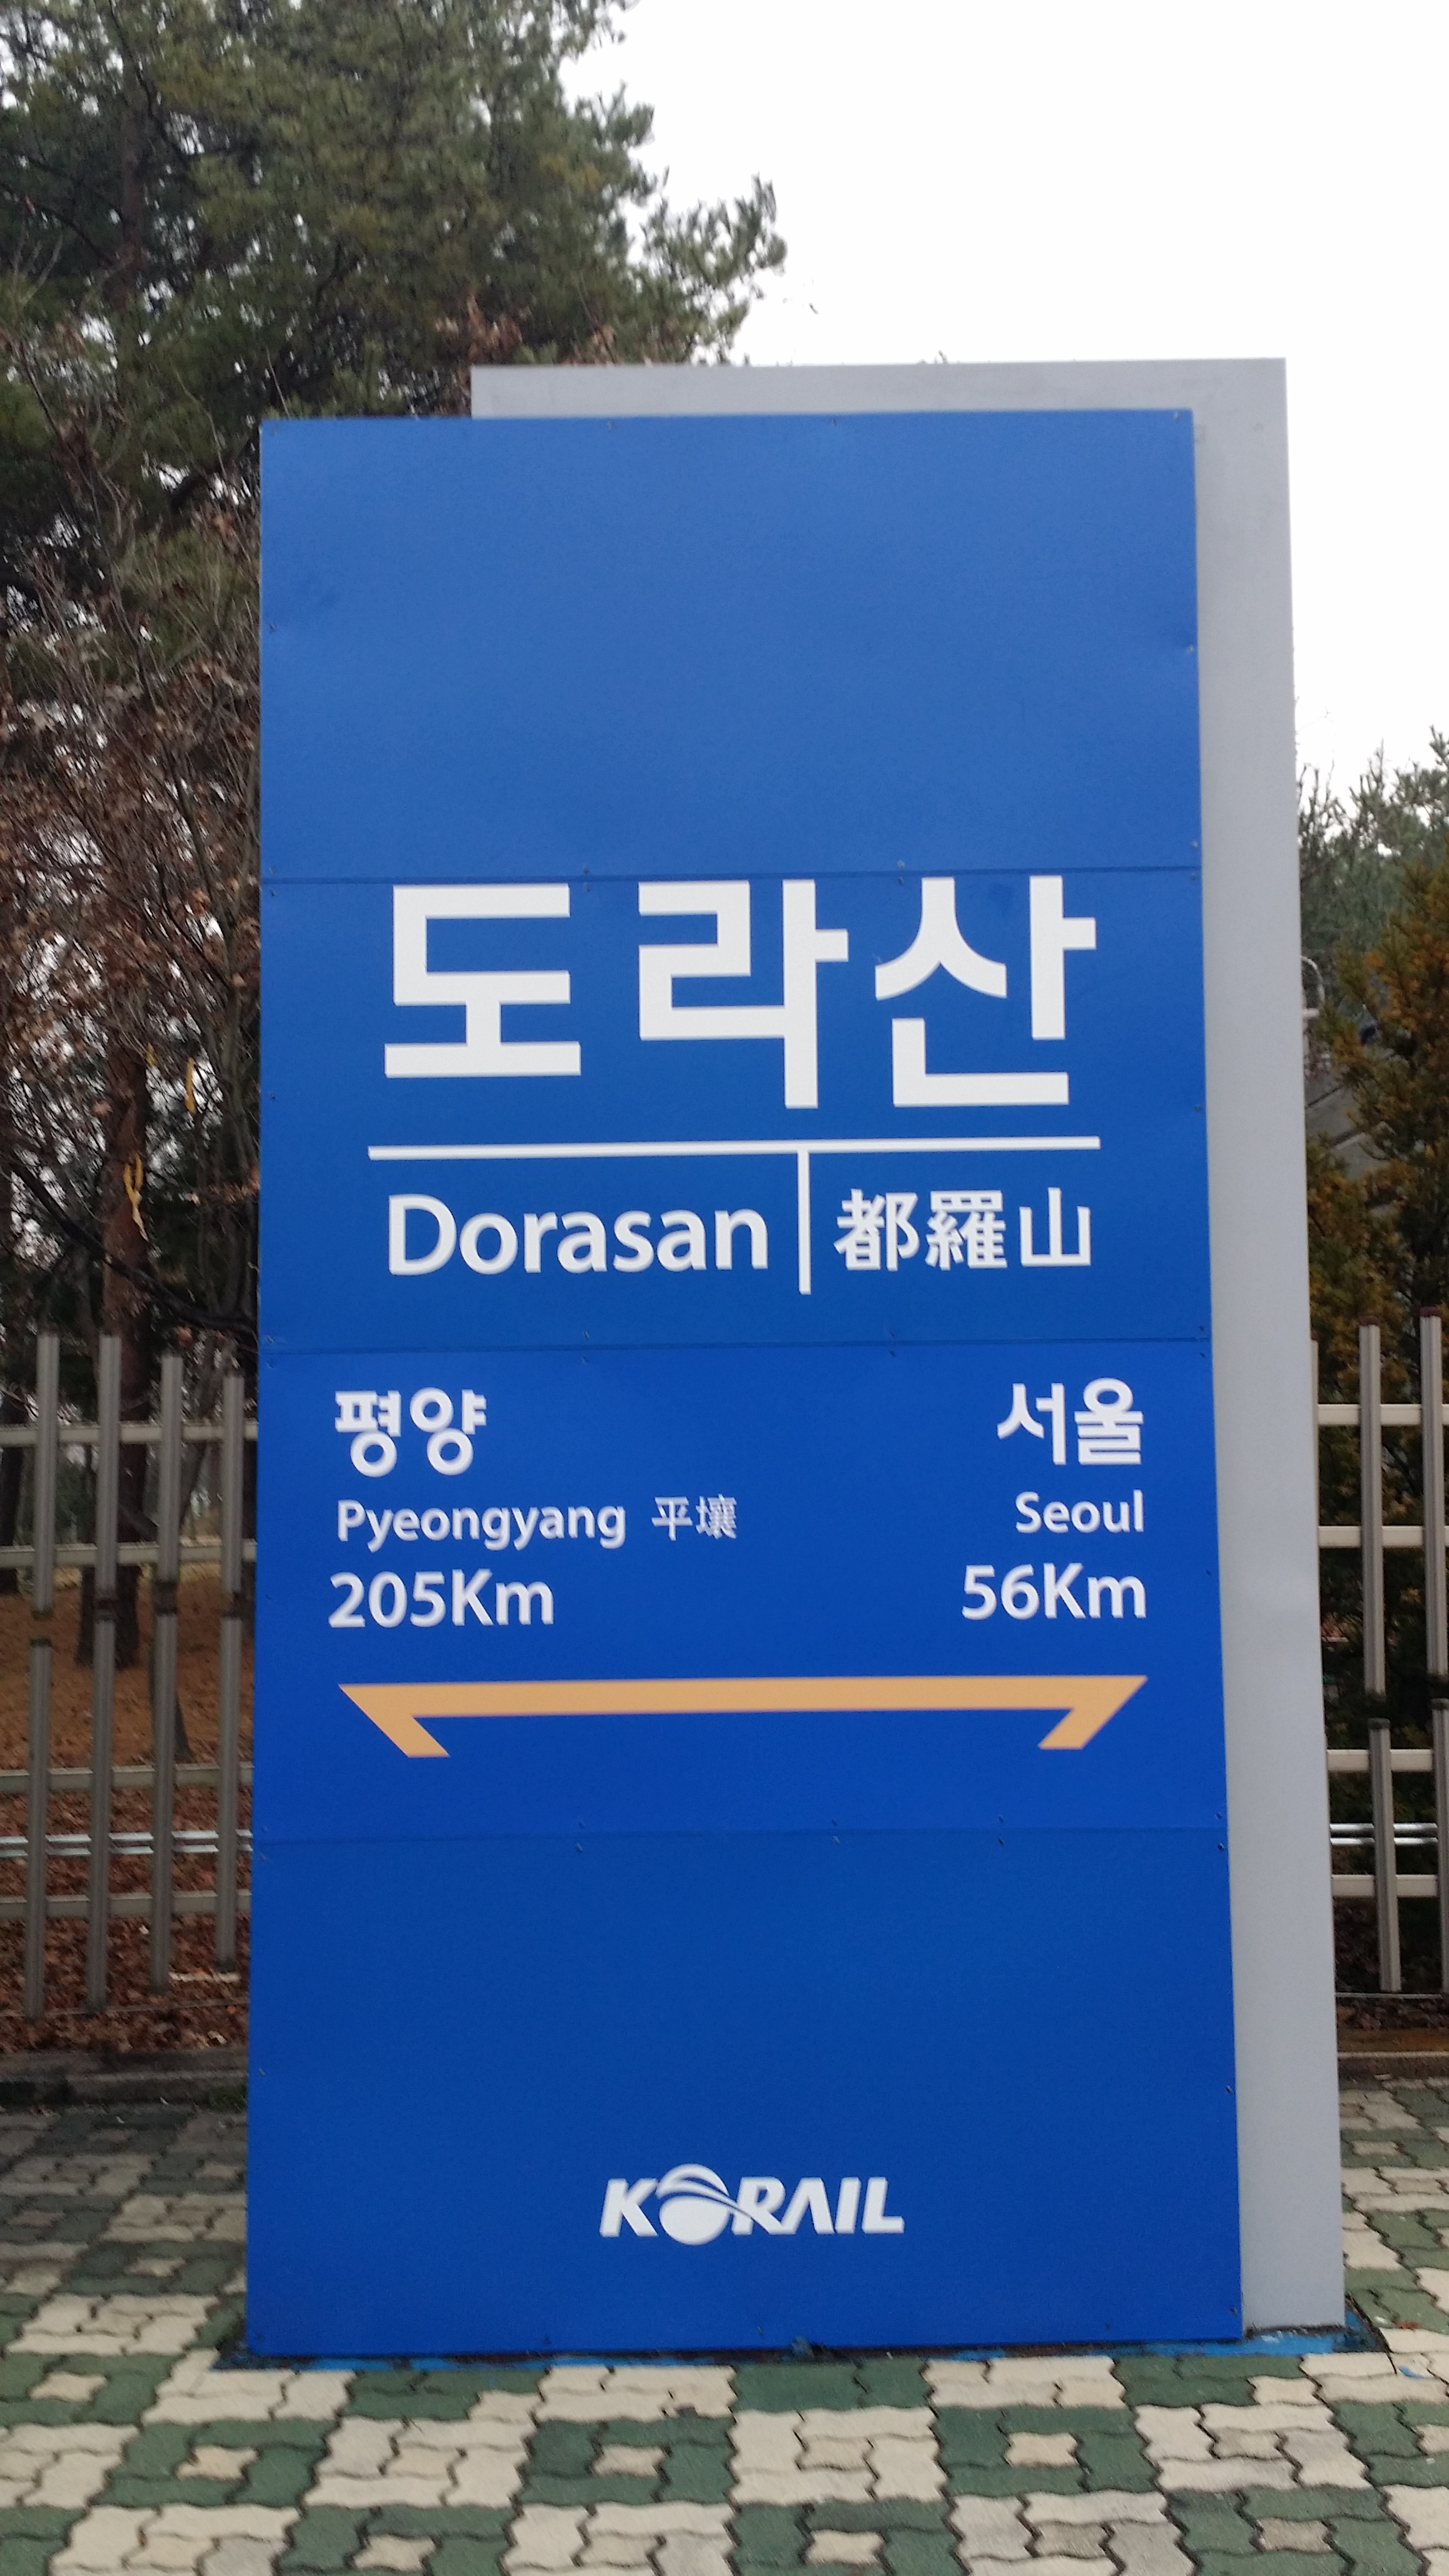 도라산
Dorasan 都羅山
평양 서울
Pyeongyang 平壤 Seoul
205Km 56Km
KORAIL